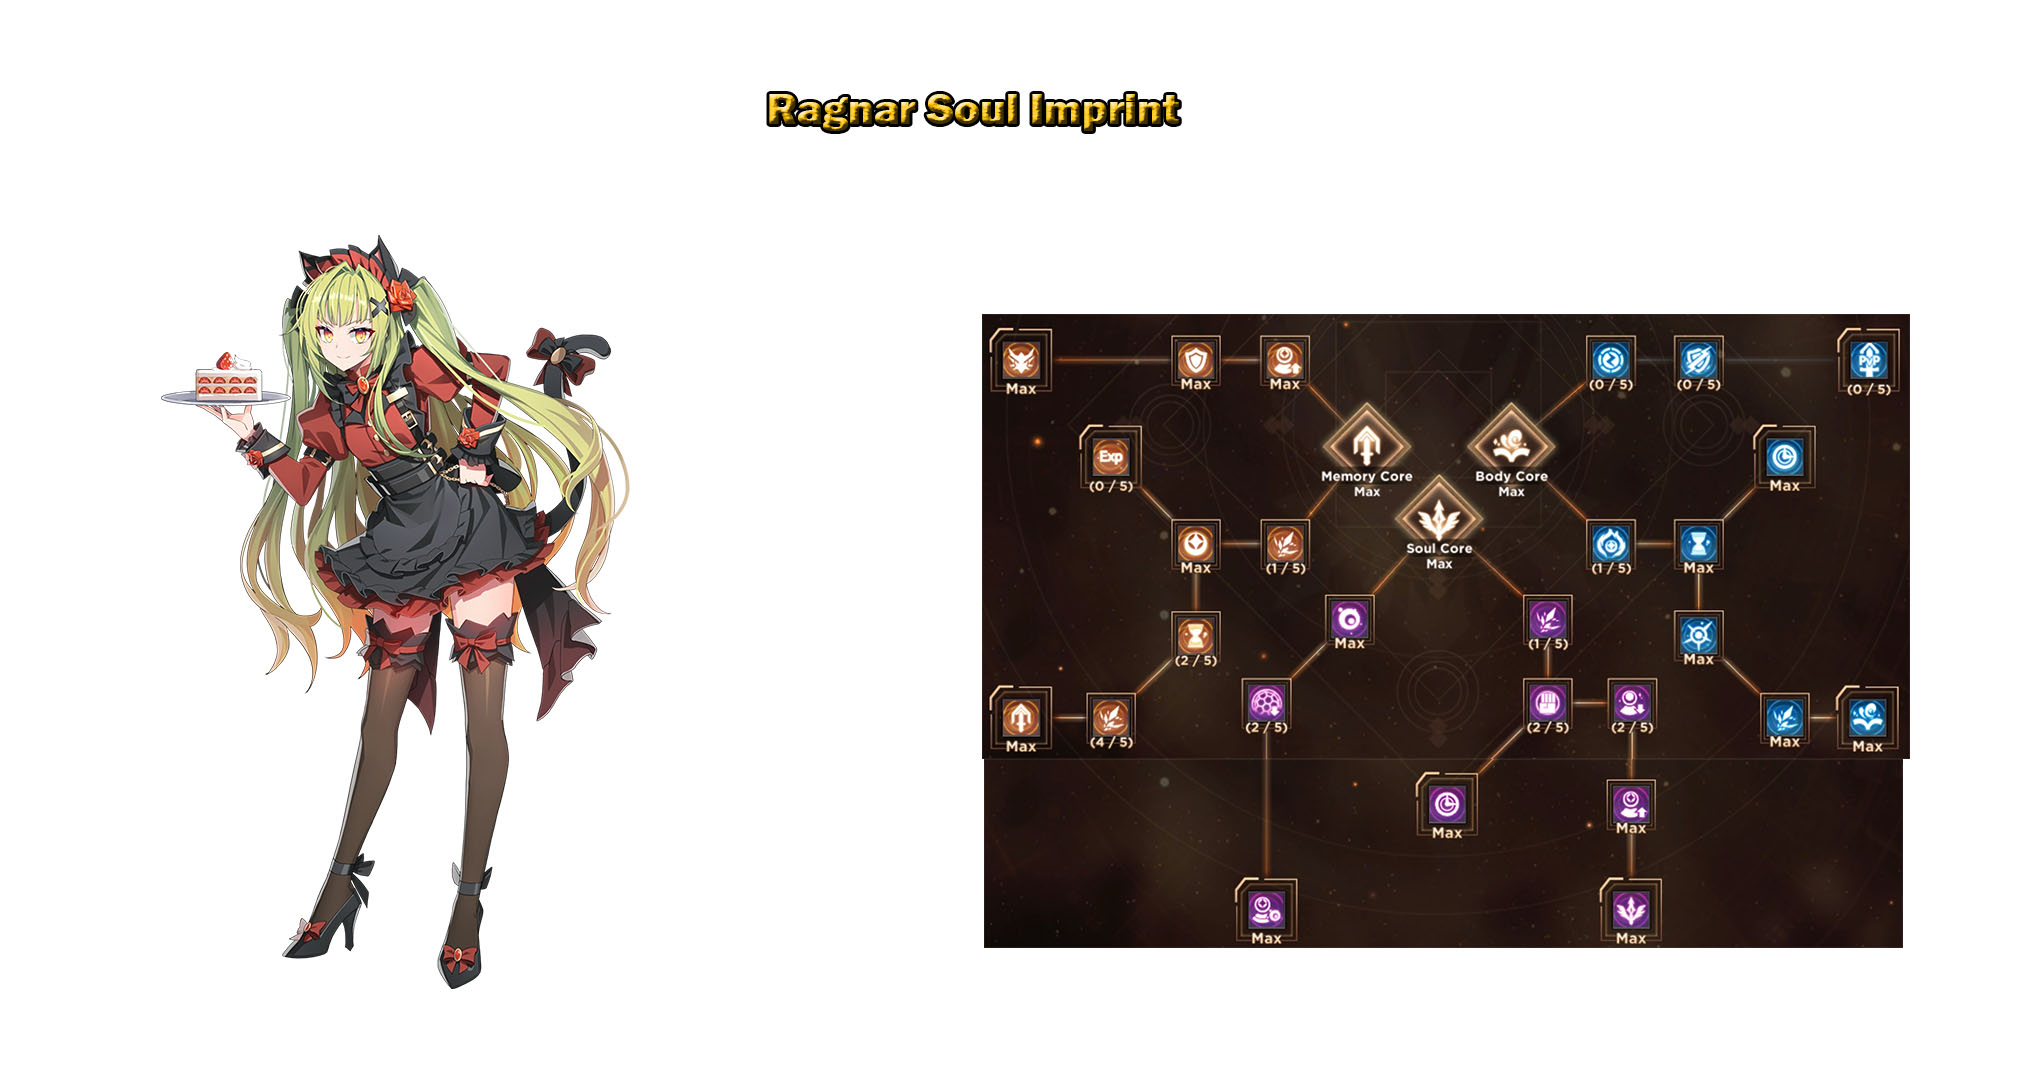 Ragnar Soul Imprint
Max
Max
Max
(0 / 5)
(0 / 5)
PvP
(0 / 5)
Exp
(0 / 5)
Memory Core
Max
Body Core
Max
Max
Soul Core
Max
Max
(1 / 5)
(1 / 5)
Max
(2 / 5)
Max
(1 / 5)
Max
Max
(4 / 5)
(2 / 5)
(2 / 5)
(2 / 5)
Max
Max
Max
Max
Max
Max